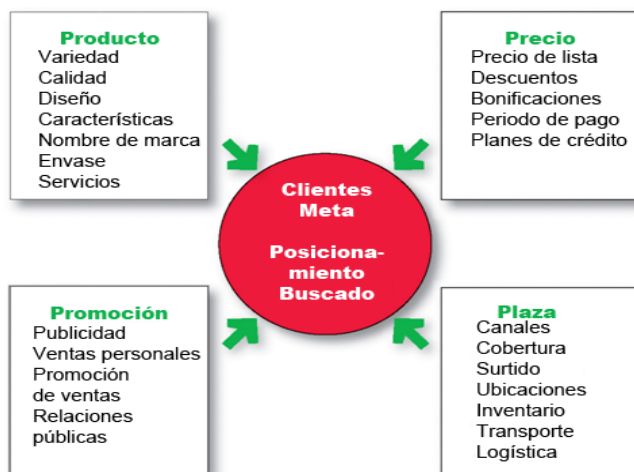 Producto
Variedad
Calidad
Diseño
Características
Nombre de marca
Envase
Servicios
Precio
Precio de lista
Descuentos
Bonificaciones
Periodo de pago
Planes de crédito
Clientes
Meta
Posiciona-
miento
Buscado
Promoción
Publicidad
Ventas personales
Promoción
de ventas
Relaciones
públicas
Plaza
Canales
Cobertura
Surtido
Ubicaciones
Inventario
Transporte
Logística